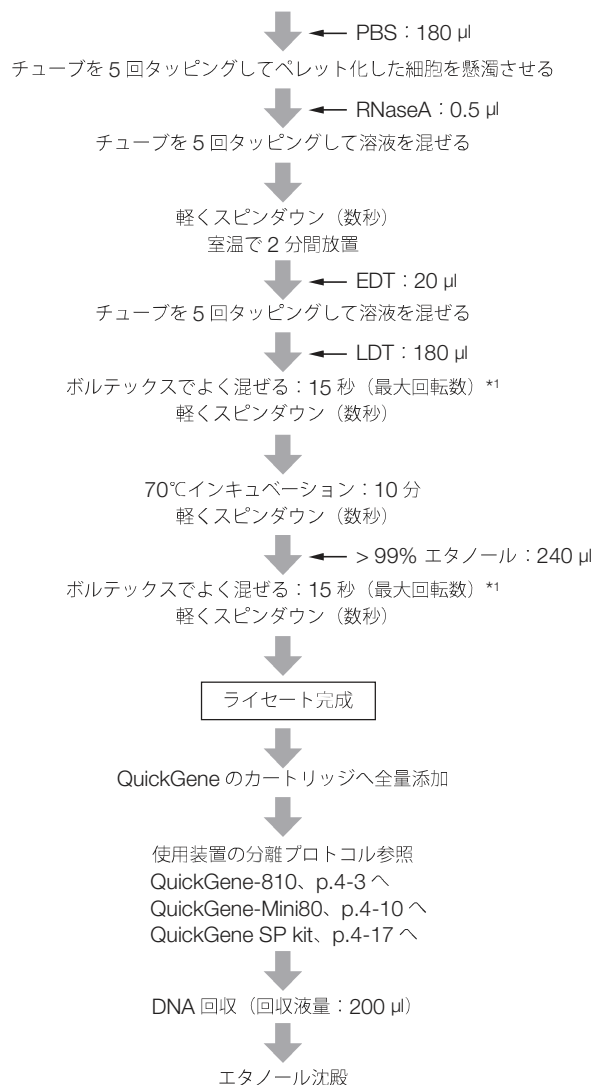 PBS：180 µl
チューブを 5 回タッピングしてペレット化した細胞を懸濁させる
RNaseA：0.5 µl
チューブを 5 回タッピングして溶液を混ぜる
軽くスピンダウン（数秒）
室温で 2 分間放置
EDT：20 µl
チューブを 5 回タッピングして溶液を混ぜる
LDT：180 µl
ボルテックスでよく混ぜる：15 秒（最大回転数）*1
軽くスピンダウン（数秒）
70℃インキュベーション：10 分
軽くスピンダウン（数秒）
> 99% エタノール：240 µl
ボルテックスでよく混ぜる：15 秒（最大回転数）*1
軽くスピンダウン（数秒）
ライセート完成
QuickGene のカートリッジへ全量添加
使用装置の分離プロトコル参照
QuickGene-810、p.4-3 へ
QuickGene-Mini80、p.4-10 へ
QuickGene SP kit、p.4-17 へ
DNA 回収（回収液量：200 µl）
エタノール沈殿